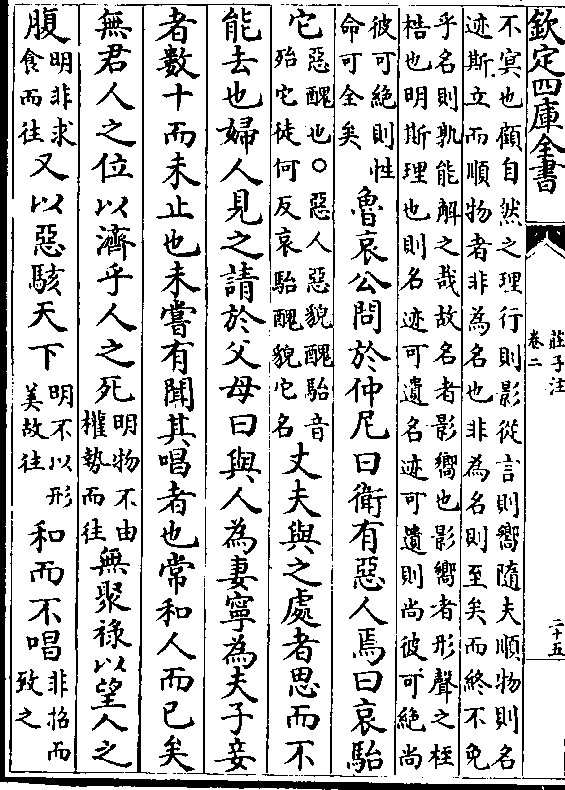 欽定四庫全書
莊子注
卷二
二十五
不冥也顧自然之理行則影從言則嚮隨夫順物則名
迹斯立而順物者非為名也非為名則至矣而終不免
乎名則孰能解之哉故名者影嚮也影嚮者形聲之桎
梏也明斯理也則名迹可遺名迹可遺則尚彼可絶尚
彼可絶則性
命可全矣
魯哀公問於仲尼曰衛有惡人焉曰哀駘
它
惡醜也○惡人惡貌醜駘音
殆它徒何反哀駘醜貌它名
丈夫與之處者思而不
能去也婦人見之請於父母曰與人為妻寧為夫子妾
者數十而未止也未嘗有聞其唱者也常和人而已矣
無君人之位以濟乎人之死
明物不由
權勢而往
無聚祿以望人之
腹
明非求
食而往
又以惡駭天下
明不以形
美故往
和而不唱
非招而
致之